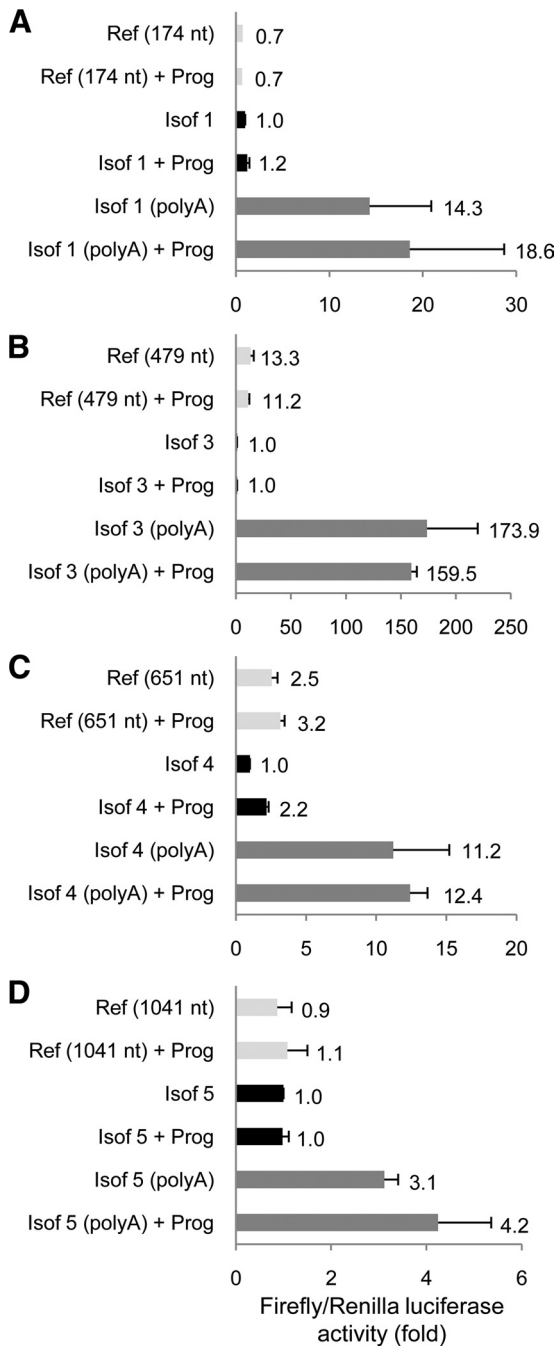 A
Ref (174 nt) 0.7
Ref (174 nt) + Prog 0.7
Isof 1 1.0
Isof 1 + Prog 1.2
Isof 1 (polyA) 14.3
Isof 1 (polyA) + Prog 18.6
0 10 20 30
B
Ref (479 nt) 13.3
Ref (479 nt) + Prog 11.2
Isof 3 1.0
Isof 3 + Prog 1.0
Isof 3 (polyA) 173.9
Isof 3 (polyA) + Prog 159.5
0 50 100 150 200 250
C
Ref (651 nt) 2.5
Ref (651 nt) + Prog 3.2
Isof 4 1.0
Isof 4 + Prog 2.2
Isof 4 (polyA) 11.2
Isof 4 (polyA) + Prog 12.4
0 5 10 15 20
D
Ref (1041 nt) 0.9
Ref (1041 nt) + Prog 1.1
Isof 5 1.0
Isof 5 + Prog 1.0
Isof 5 (polyA) 3.1
Isof 5 (polyA) + Prog 4.2
0 2 4 6
Firefly/Renilla luciferase
activity (fold)